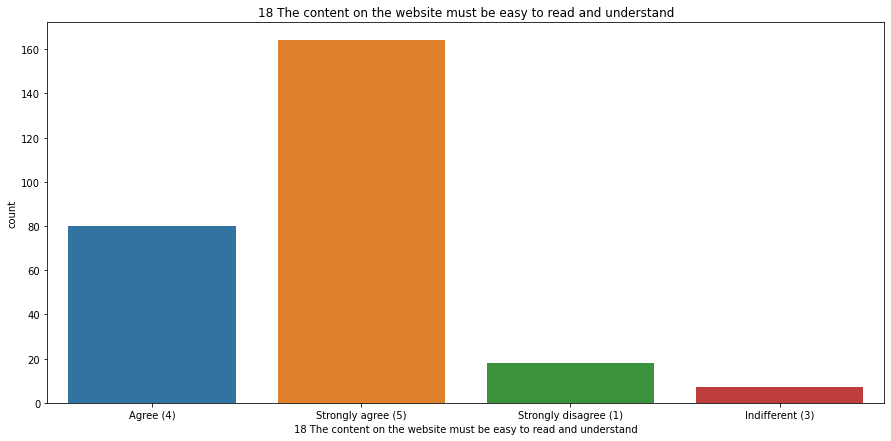 18 The content on the website must be easy to read and understand
160
140
120
100
80
60
40
20
0
count
Agree (4)
Strongly agree (5)
Strongly disagree (1)
Indifferent (3)
18 The content on the website must be easy to read and understand